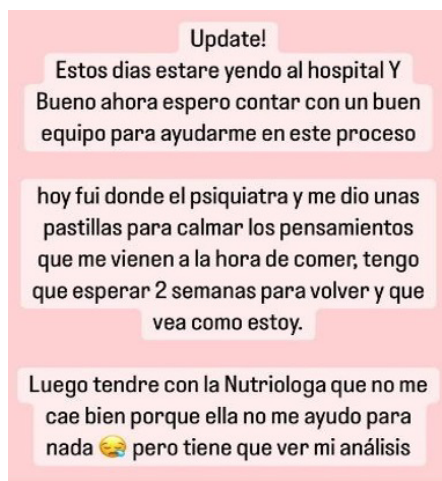 Update!
Estos dias estare yendo al hospital Y
Bueno ahora espero contar con un buen
equipo para ayudarme en este proceso
hoy fui donde el psiquiatra y me dio unas
pastillas para calmar los pensamientos
que me vienen a la hora de comer, tengo
que esperar 2 semanas para volver y que
vea como estoy.
Luego tendre con la Nutriologa que no me
cae bien porque ella no me ayudo para
nada 😪 pero tiene que ver mi análisis